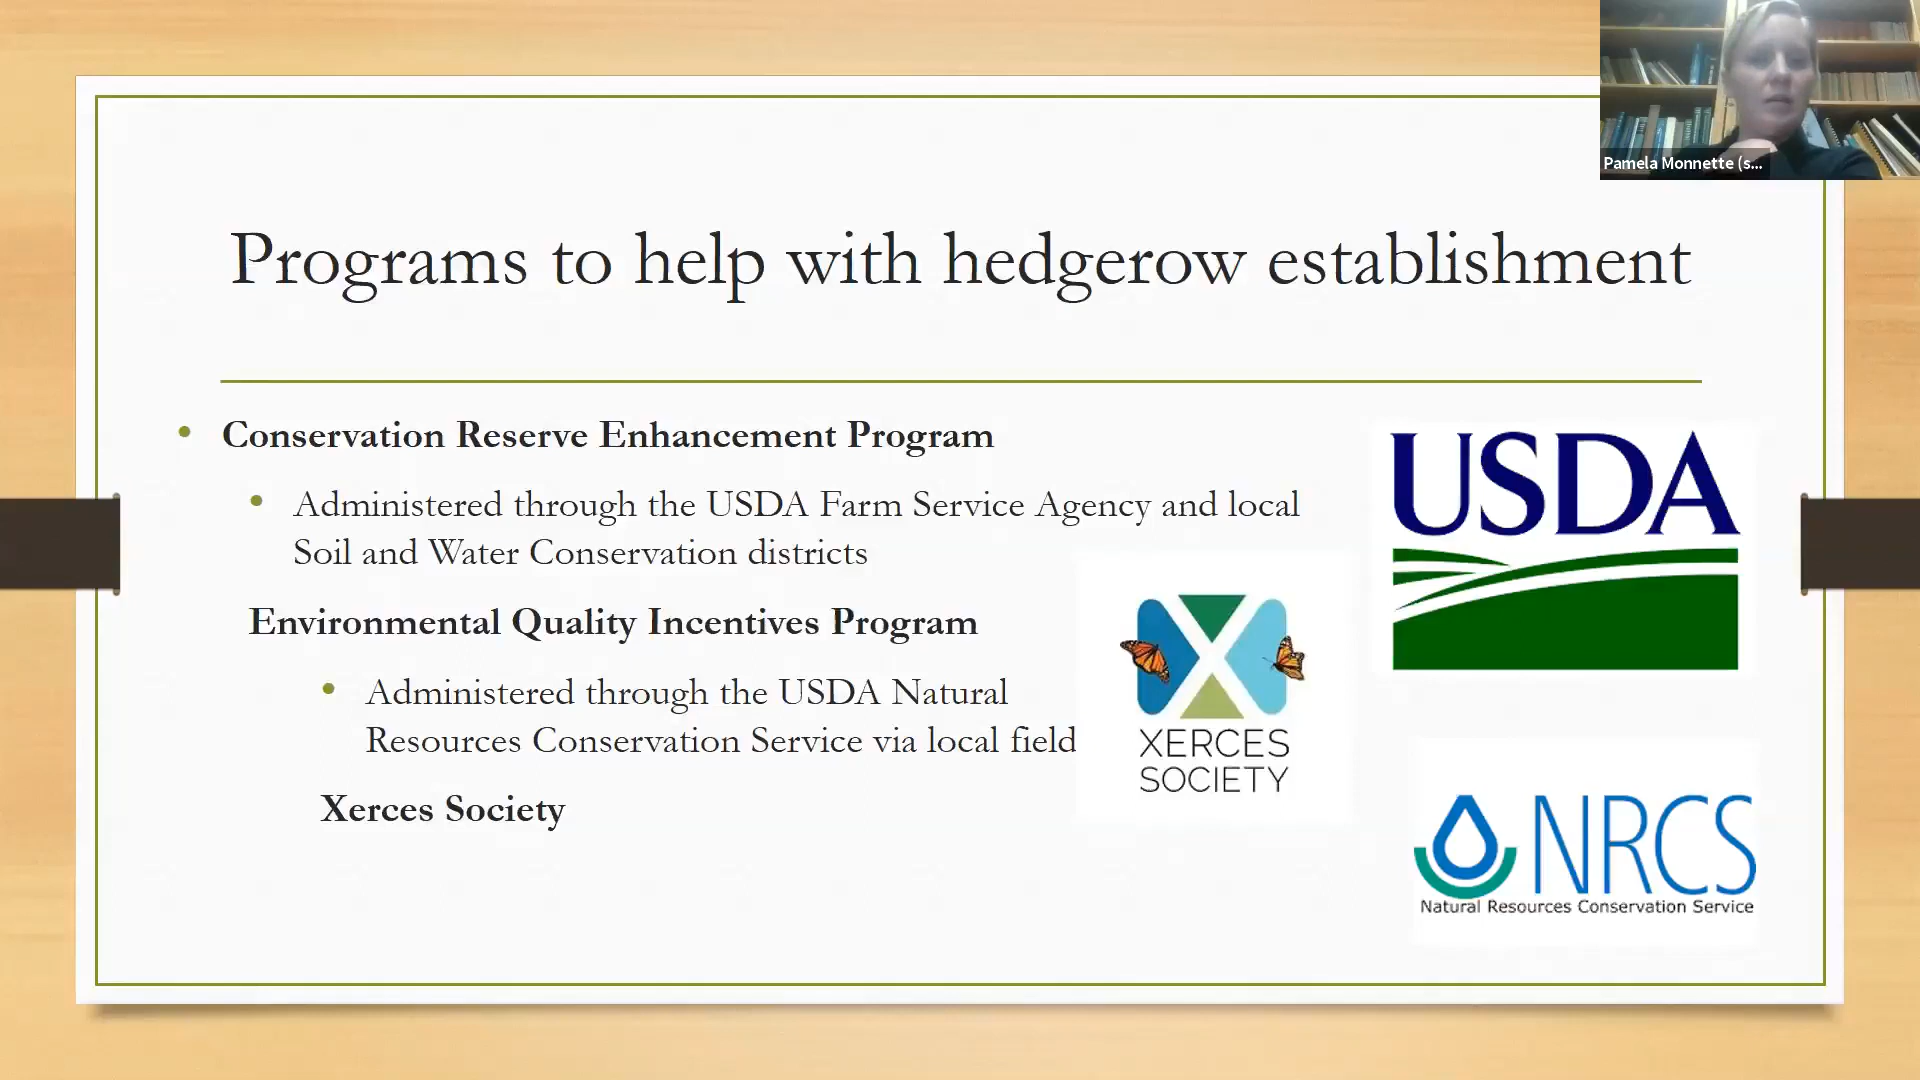 Pamela Monnette (s...
Programs to help with hedgerow establishment
• Conservation Reserve Enhancement Program
• Administered through the USDA Farm Service Agency and local
Soil and Water Conservation districts
Environmental Quality Incentives Program
• Administered through the USDA Natural
Resources Conservation Service via local field
Xerces Society
USDA
XERCES
SOCIETY
NRCS
Natural Resources Conservation Service